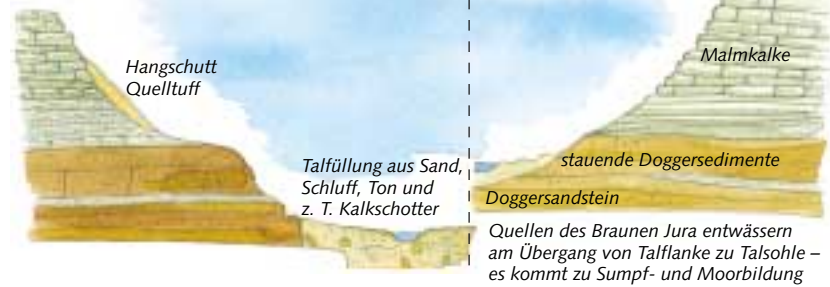 Hangschutt
Quelltuff
Malmkalke
Talfüllung aus Sand,
Schluff, Ton und
z. T. Kalkschotter
stauende Doggersedimente
Doggersandstein
Quellen des Braunen Jura entwässern
am Übergang von Talflanke zu Talsohle –
es kommt zu Sumpf- und Moorbildung